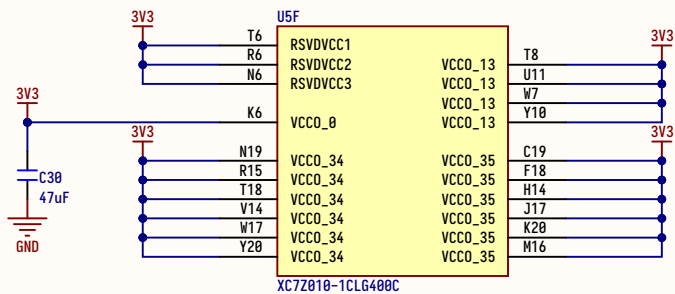 U5F
3V3
T6 RSVDVCC1
R6 RSVDVCC2
N6 RSVDVCC3
3V3
K6 VCCO_0
C30
47uF
GND
3V3
N19 VCCO_34
R15 VCCO_34
T18 VCCO_34
V14 VCCO_34
W17 VCCO_34
Y20 VCCO_34
3V3
VCCO_13 T8
VCCO_13 U11
VCCO_13 W7
VCCO_13 Y10
3V3
VCCO_35 C19
VCCO_35 F18
VCCO_35 H14
VCCO_35 J17
VCCO_35 K20
VCCO_35 M16
XC7Z010-1CLG400C